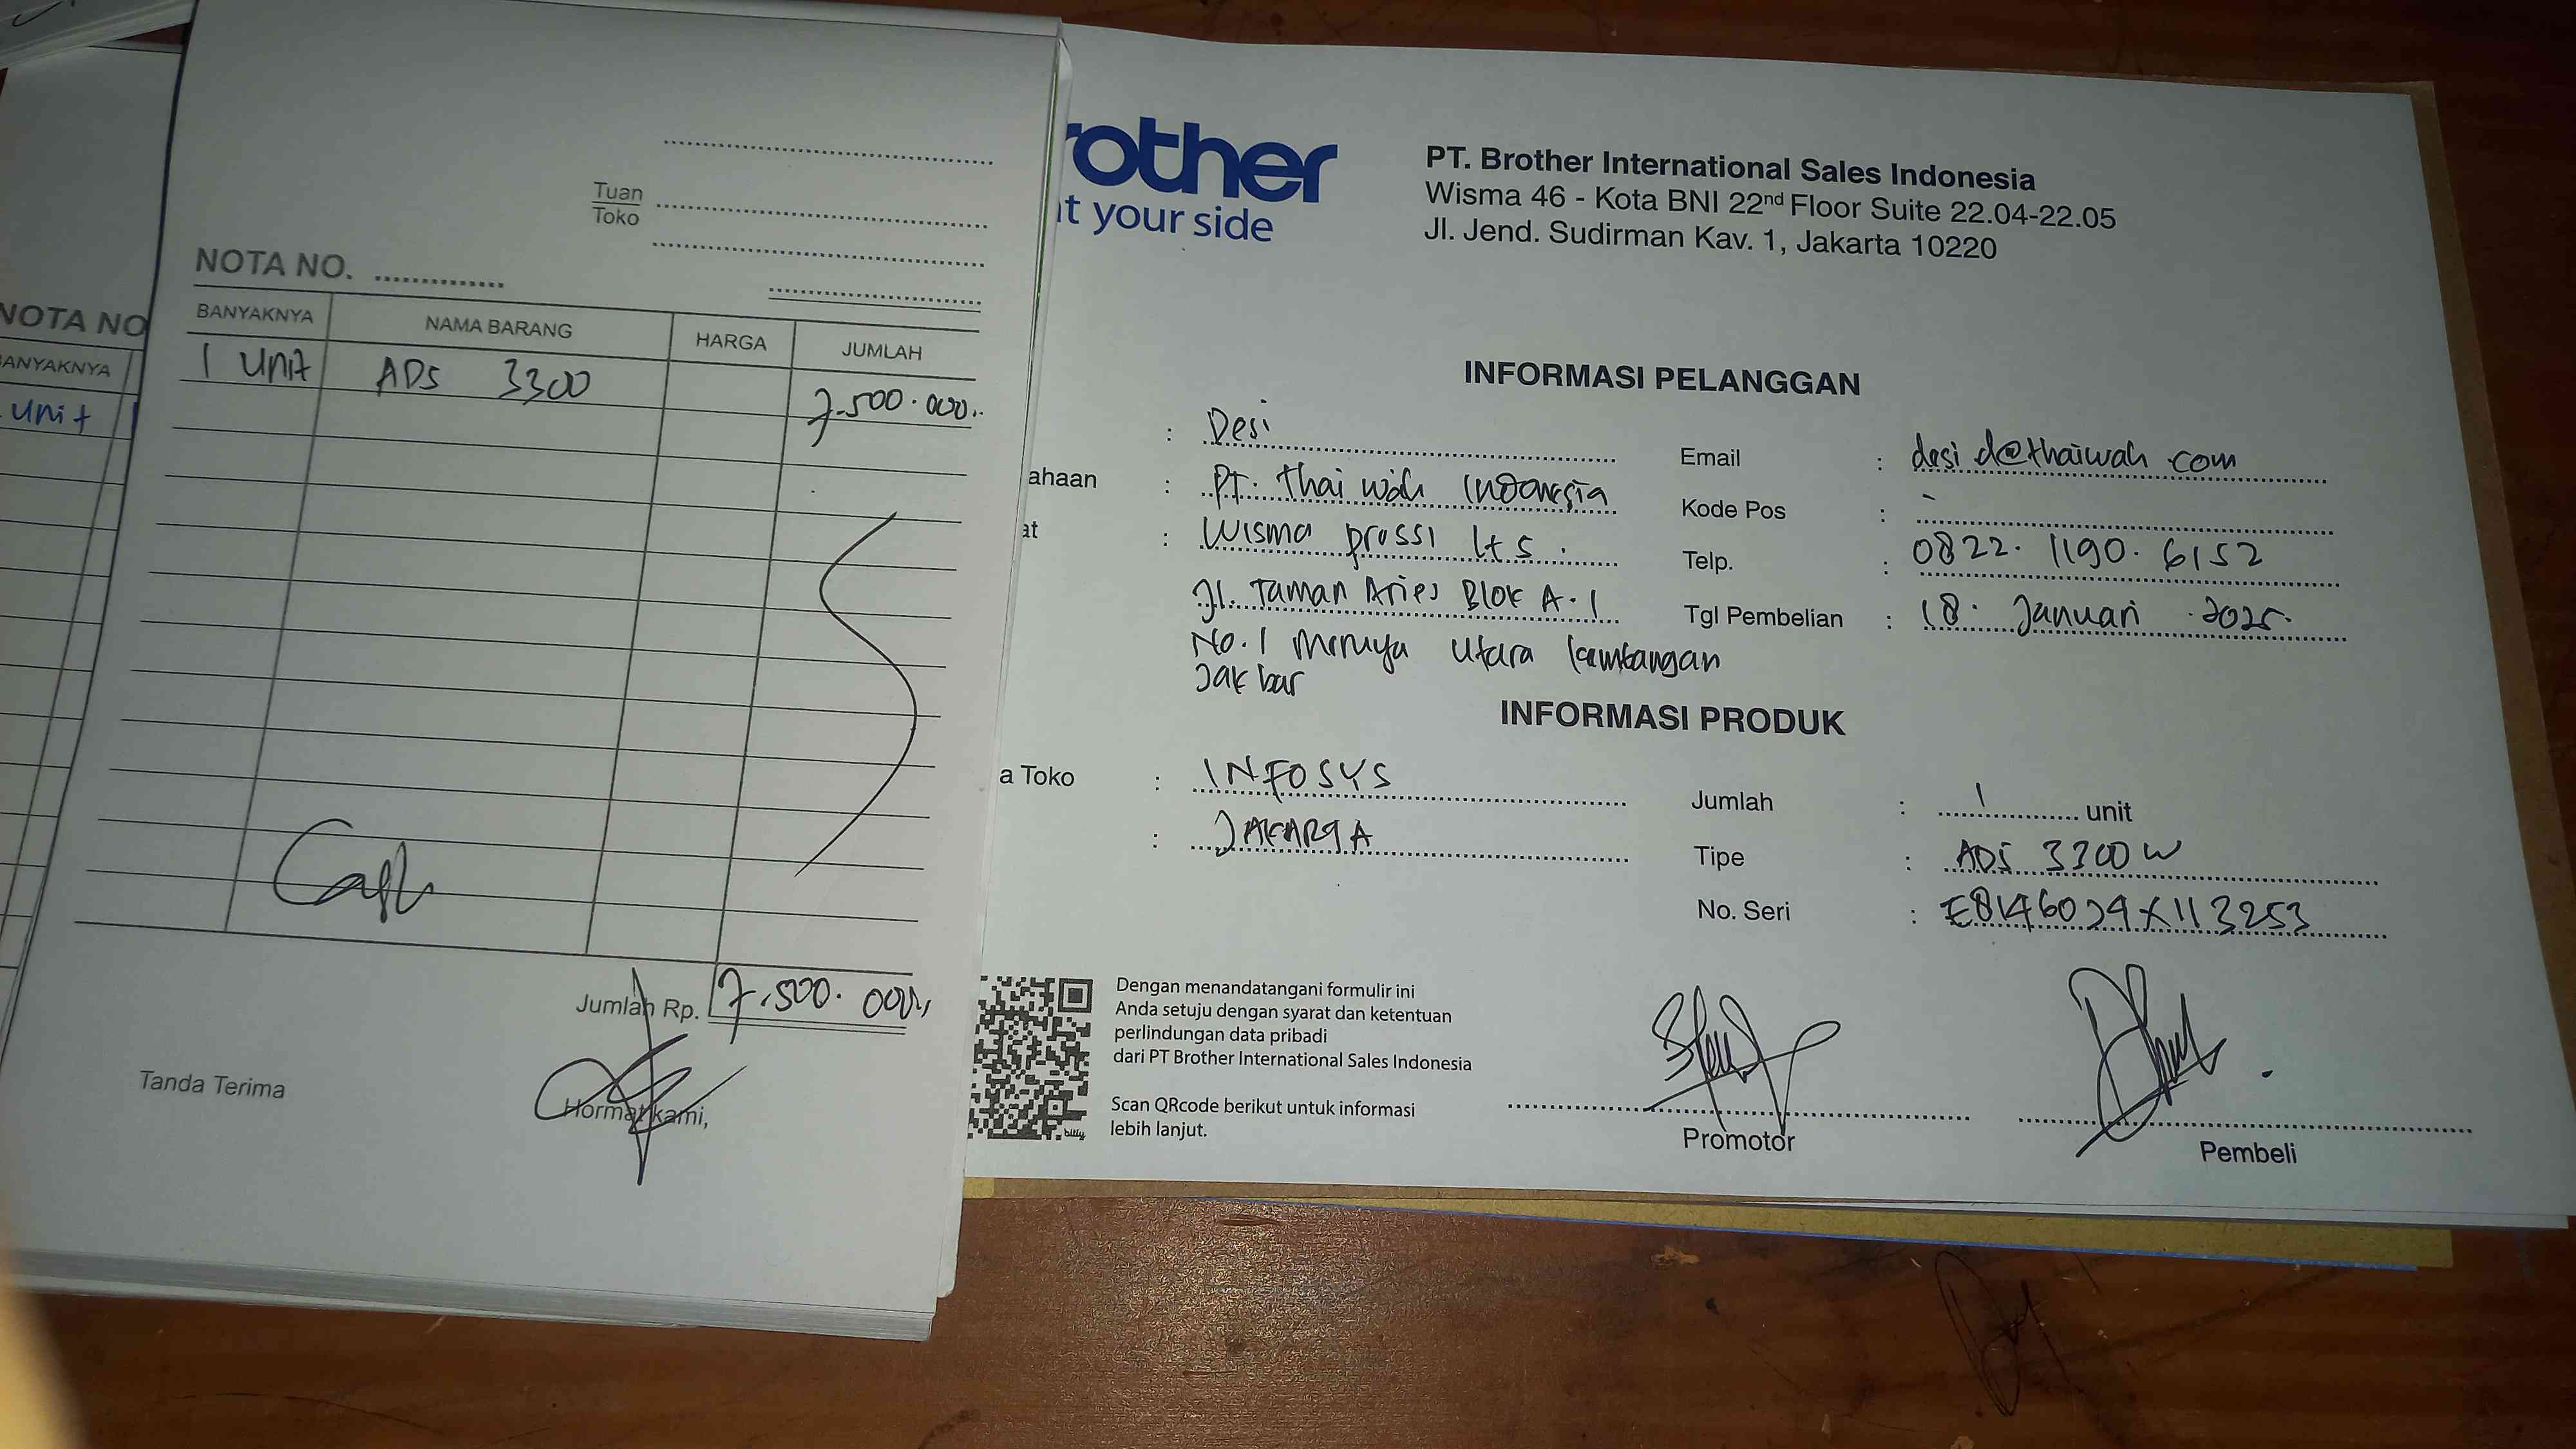 Tuan
Toko
NOTA NO. ...............
BANYAKNYA NAMA BARANG HARGA JUMLAH
1 unit ADS 3300 7.500.000..
Cash
Jumlah Rp. 7.500.000,,
Tanda Terima
Hormat kami,
NOTA NO
ANYAKNYA
unit
rother
at your side
PT. Brother International Sales Indonesia
Wisma 46 - Kota BNI 22nd Floor Suite 22.04-22.05
Jl. Jend. Sudirman Kav. 1, Jakarta 10220
INFORMASI PELANGGAN
: Desi
ahaan : PT. Thai wah Indonesia
at : Wisma prossi Lt 5.
Jl. Taman Aries Blok A.1
No.1 Meruya Utara kembangan
Jak bar
Email : desi.d@thaiwah.com
Kode Pos : -
Telp. : 0822. 1190. 6152
Tgl Pembelian : 18. Januari 2025.
INFORMASI PRODUK
a Toko : INFOSYS
: JAKARTA
Jumlah : 1 unit
Tipe : ADS 3300 W
No. Seri : E81460J4X113253
Dengan menandatangani formulir ini
Anda setuju dengan syarat dan ketentuan
perlindungan data pribadi
dari PT Brother International Sales Indonesia
Scan QRcode berikut untuk informasi
lebih lanjut.
bitly
Promotor
Pembeli